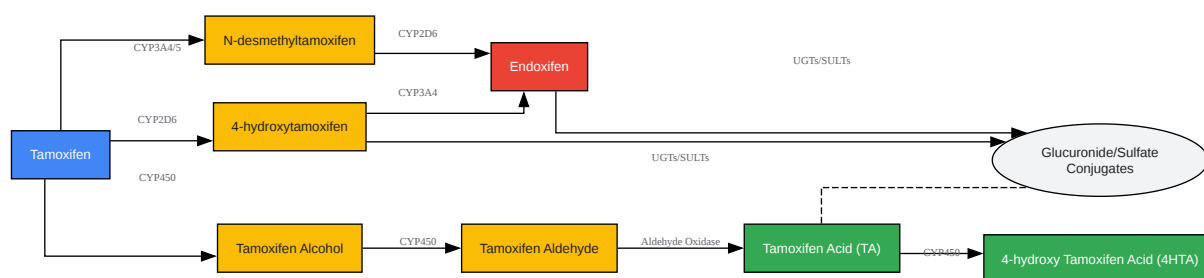 N-desmethyltamoxifen
CYP2D6
CYP3A4/5
Endoxifen
UGTs/SULTs
CYP3A4
CYP2D6
4-hydroxytamoxifen
Tamoxifen
UGTs/SULTs
Glucuronide/Sulfate
Conjugates
CYP450
Tamoxifen Alcohol
CYP450
Tamoxifen Aldehyde
Aldehyde Oxidase
Tamoxifen Acid (TA)
CYP450
4-hydroxy Tamoxifen Acid (4HTA)